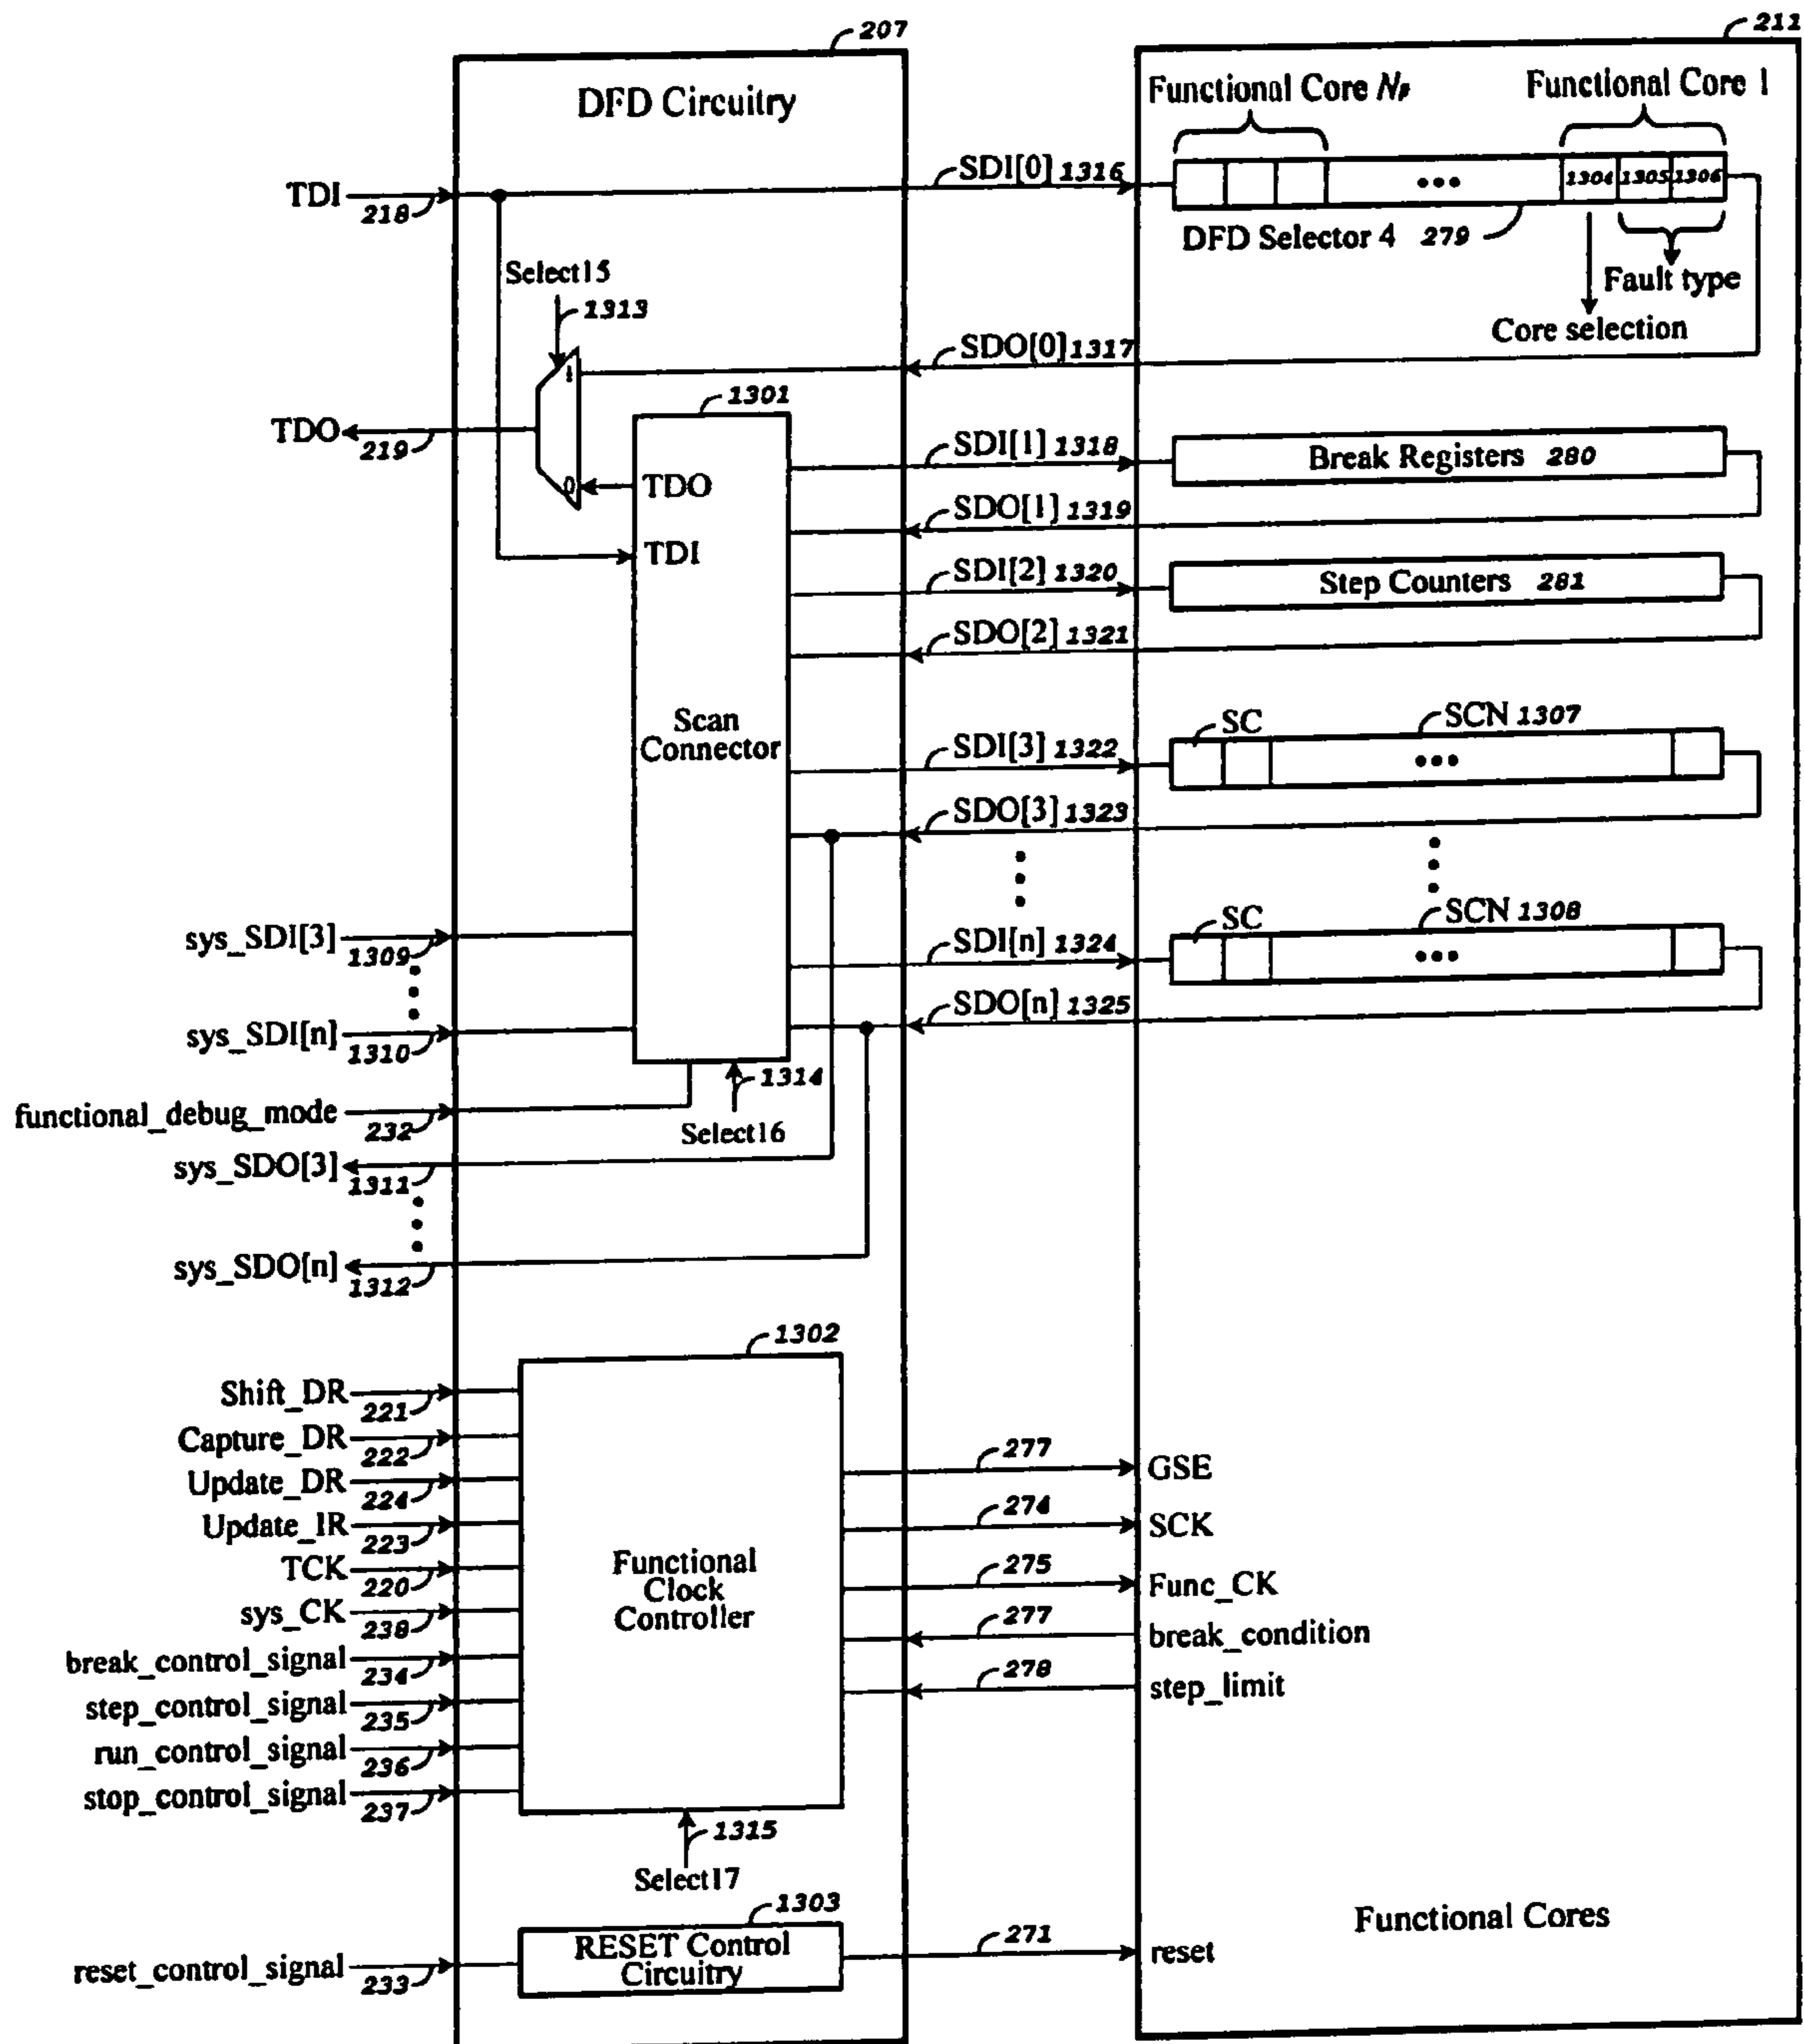 207
211
DFD Circuitry
Functional Core N_F
Functional Core 1
TDI
218
SDI[0] 1316
•••
1304 1305 1306
DFD Selector 4 279
Fault type
Core selection
Select15
1313
SDO[0] 1317
1
TDO
219
0
1301
TDO
TDI
Scan
Connector
SDI[1] 1318
Break Registers 280
SDO[1] 1319
SDI[2] 1320
Step Counters 281
SDO[2] 1321
SC
SCN 1307
SDI[3] 1322
•••
SDO[3] 1323
SC
SCN 1308
sys_SDI[3]
1309
SDI[n] 1324
•••
sys_SDI[n]
1310
SDO[n] 1325
1314
Select16
functional_debug_mode
232
sys_SDO[3]
1311
sys_SDO[n]
1312
1302
Shift_DR
221
Capture_DR
222
Update_DR
224
Update_IR
223
TCK
220
sys_CK
238
break_control_signal
234
step_control_signal
235
run_control_signal
236
stop_control_signal
237
Functional
Clock
Controller
277
GSE
274
SCK
275
Func_CK
277
break_condition
278
step_limit
1315
Select17
1303
reset_control_signal
233
RESET Control
Circuitry
271
reset
Functional Cores